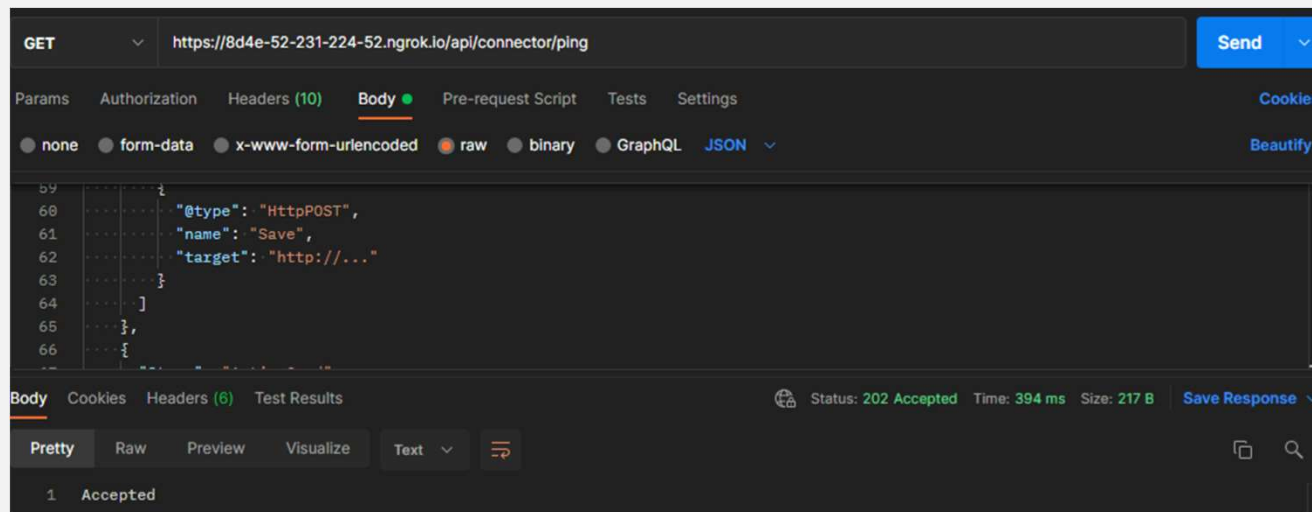 GET https://8d4e-52-231-224-52.ngrok.io/api/connector/ping Send
Params Authorization Headers (10) Body Pre-request Script Tests Settings Cookie
none form-data x-www-form-urlencoded raw binary GraphQL JSON Beautify
59 {
60 "@type": "HttpPOST",
61 "name": "Save",
62 "target": "http://..."
63 }
64 ]
65 },
66 {
Body Cookies Headers (6) Test Results Status: 202 Accepted Time: 394 ms Size: 217 B Save Response
Pretty Raw Preview Visualize Text
1 Accepted